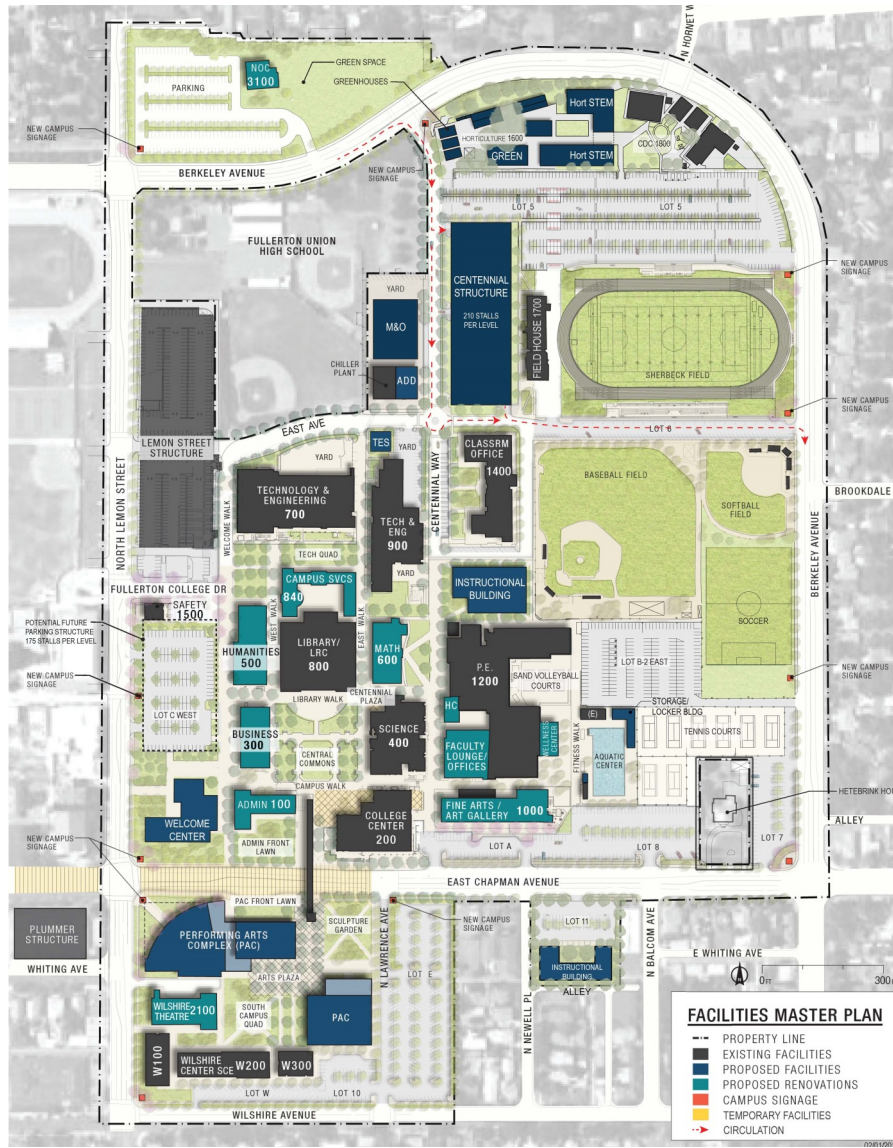 N HORNET W
NOC
3100
GREEN SPACE
PARKING
GREENHOUSES
Hort STEM
HORTICULTURE 1600
CDC 1800
NEW CAMPUS
SIGNAGE
GREEN
Hort STEM
BERKELEY AVENUE
NEW CAMPUS
SIGNAGE
LOT 5
LOT 5
FULLERTON UNION
HIGH SCHOOL
NEW CAMPUS
SIGNAGE
CENTENNIAL
STRUCTURE
210 STALLS
PER LEVEL
YARD
M&O
FIELD HOUSE 1700
CHILLER
PLANT
ADD
SHERBECK FIELD
NEW CAMPUS
SIGNAGE
EAST AVE
LOT 6
LEMON STREET
STRUCTURE
TES
YARD
CLASSRM
OFFICE
1400
YARD
CENTENNIAL WAY
BASEBALL FIELD
NORTH LEMON STREET
WELCOME WALK
TECHNOLOGY &
ENGINEERING
700
TECH &
ENG
900
SOFTBALL
FIELD
BROOKDALE
BERKELEY AVENUE
TECH QUAD
YARD
FULLERTON COLLEGE DR
CAMPUS SVCS
840
INSTRUCTIONAL
BUILDING
SAFETY
1500
POTENTIAL FUTURE
PARKING STRUCTURE
175 STALLS PER LEVEL
WEST WALK
EAST WALK
SOCCER
HUMANITIES
500
LIBRARY/
LRC
800
MATH
600
P.E.
1200
LOT B-2 EAST
NEW CAMPUS
SIGNAGE
SAND VOLLEYBALL
COURTS
NEW CAMPUS
SIGNAGE
LOT C WEST
LIBRARY WALK
CENTENNIAL
PLAZA
HC
(E)
STORAGE/
LOCKER BLDG
BUSINESS
300
SCIENCE
400
FACULTY
LOUNGE/
OFFICES
WELLNESS
CENTER
FITNESS WALK
TENNIS COURTS
CENTRAL
COMMONS
AQUATIC
CENTER
CAMPUS WALK
HETEBRINK HOU
WELCOME
CENTER
ADMIN 100
COLLEGE
CENTER
200
FINE ARTS /
ART GALLERY 1000
ALLEY
NEW CAMPUS
SIGNAGE
ADMIN FRONT
LAWN
LOT A
LOT 8
LOT 7
EAST CHAPMAN AVENUE
PAC FRONT LAWN
PLUMMER
STRUCTURE
PERFORMING ARTS
COMPLEX (PAC)
SCULPTURE
GARDEN
N LAWRENCE AVE
NEW CAMPUS
SIGNAGE
LOT 11
N BALCOM AVE
E WHITING AVE
WHITING AVE
ARTS PLAZA
LOT E
INSTRUCTIONAL
BUILDING
ALLEY
0 FT
300
N NEWELL PL
WILSHIRE
THEATRE 2100
SOUTH
CAMPUS
QUAD
PAC
W100
WILSHIRE
CENTER SCE W200
W300
LOT W
LOT 10
WILSHIRE AVENUE
FACILITIES MASTER PLAN
PROPERTY LINE
EXISTING FACILITIES
PROPOSED FACILITIES
PROPOSED RENOVATIONS
CAMPUS SIGNAGE
TEMPORARY FACILITIES
CIRCULATION